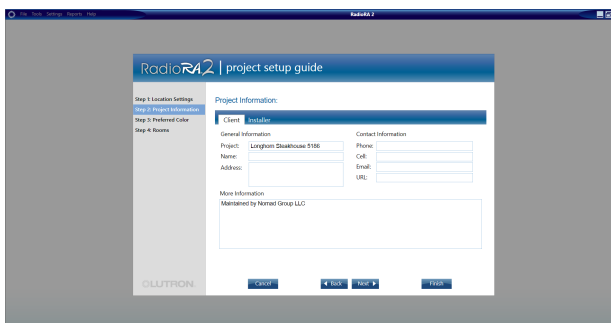 File Tools Settings Reports Help
RadioRA 2
RadioRA2 | project setup guide
Step 1: Location Settings
Step 2: Project Information
Step 3: Preferred Color
Step 4: Rooms
Project Information:
Client Installer
General Information
Project: Longhorn Steakhouse 5186
Name:
Address:
Contact Information
Phone:
Cell:
Email:
URL:
More Information
Maintained by Nomad Group LLC
LUTRON
Cancel Back Next Finish